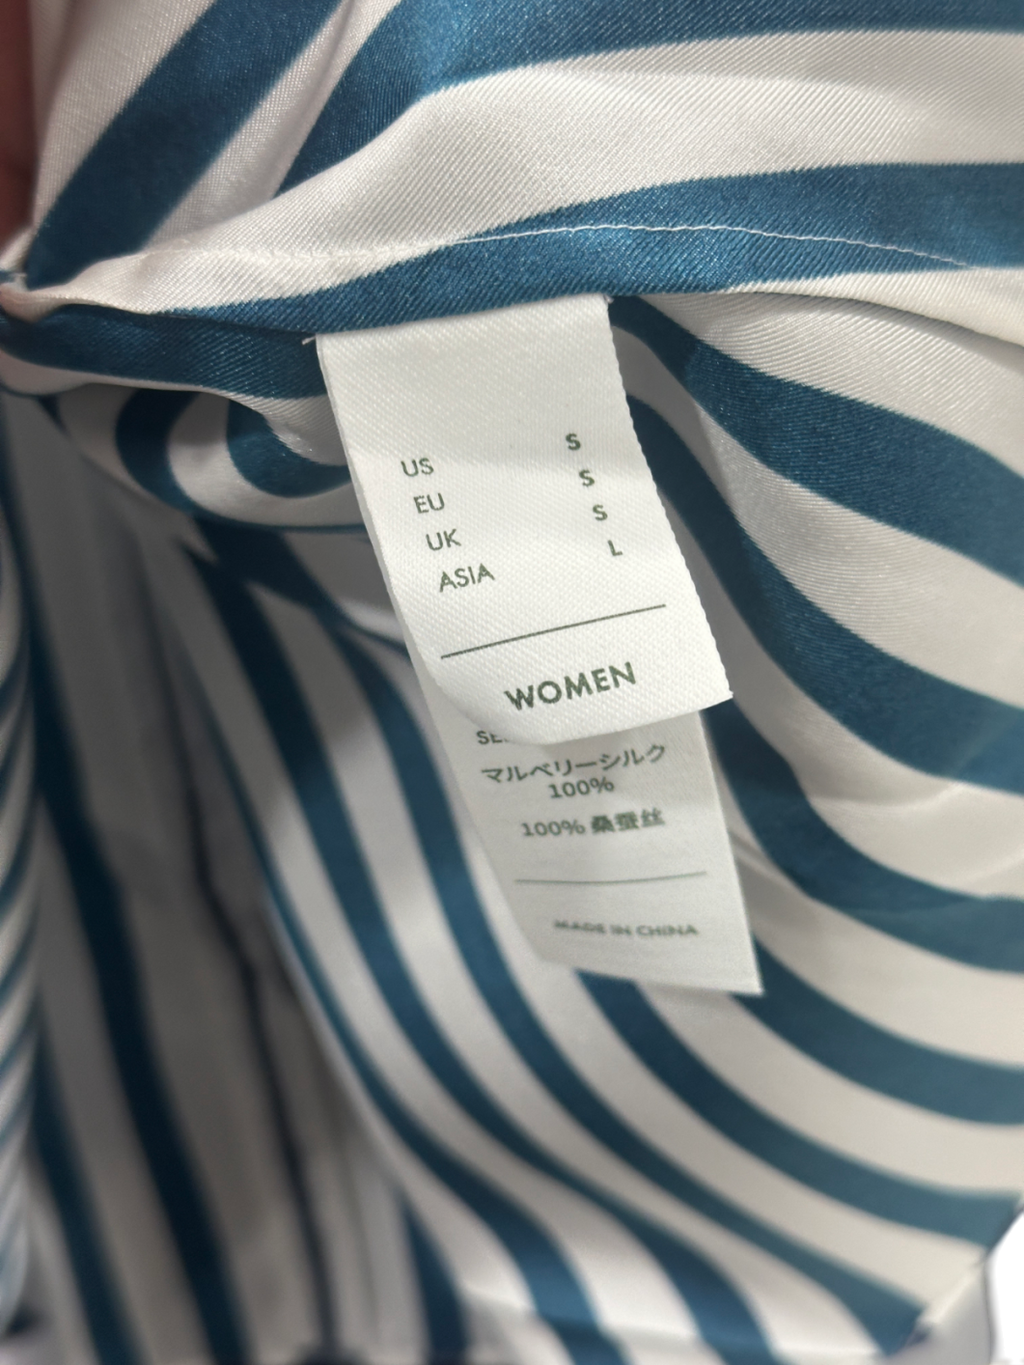 US S
EU S
UK S
ASIA L
WOMEN
マルベリーシルク
100%
100% 桑蚕丝
MADE IN CHINA